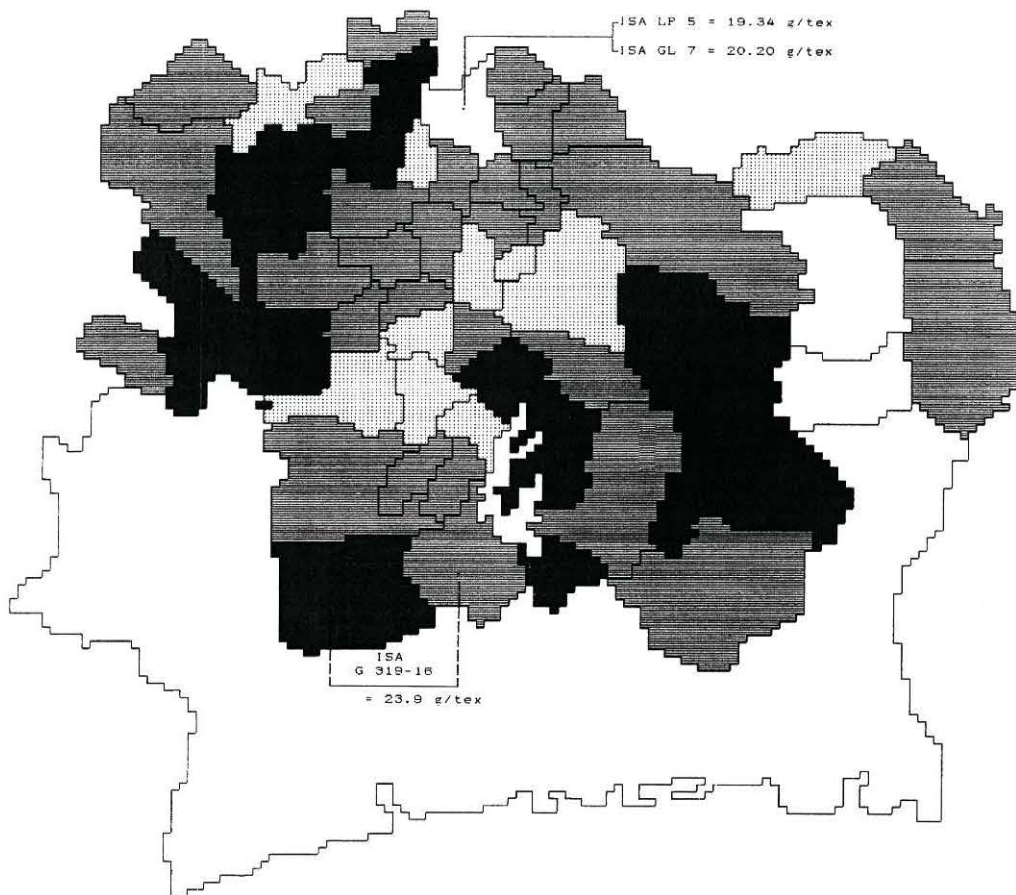 ISA LP 5 = 19.34 g/tex
ISA GL 7 = 20.20 g/tex
ISA
G 319-16
= 23.9 g/tex